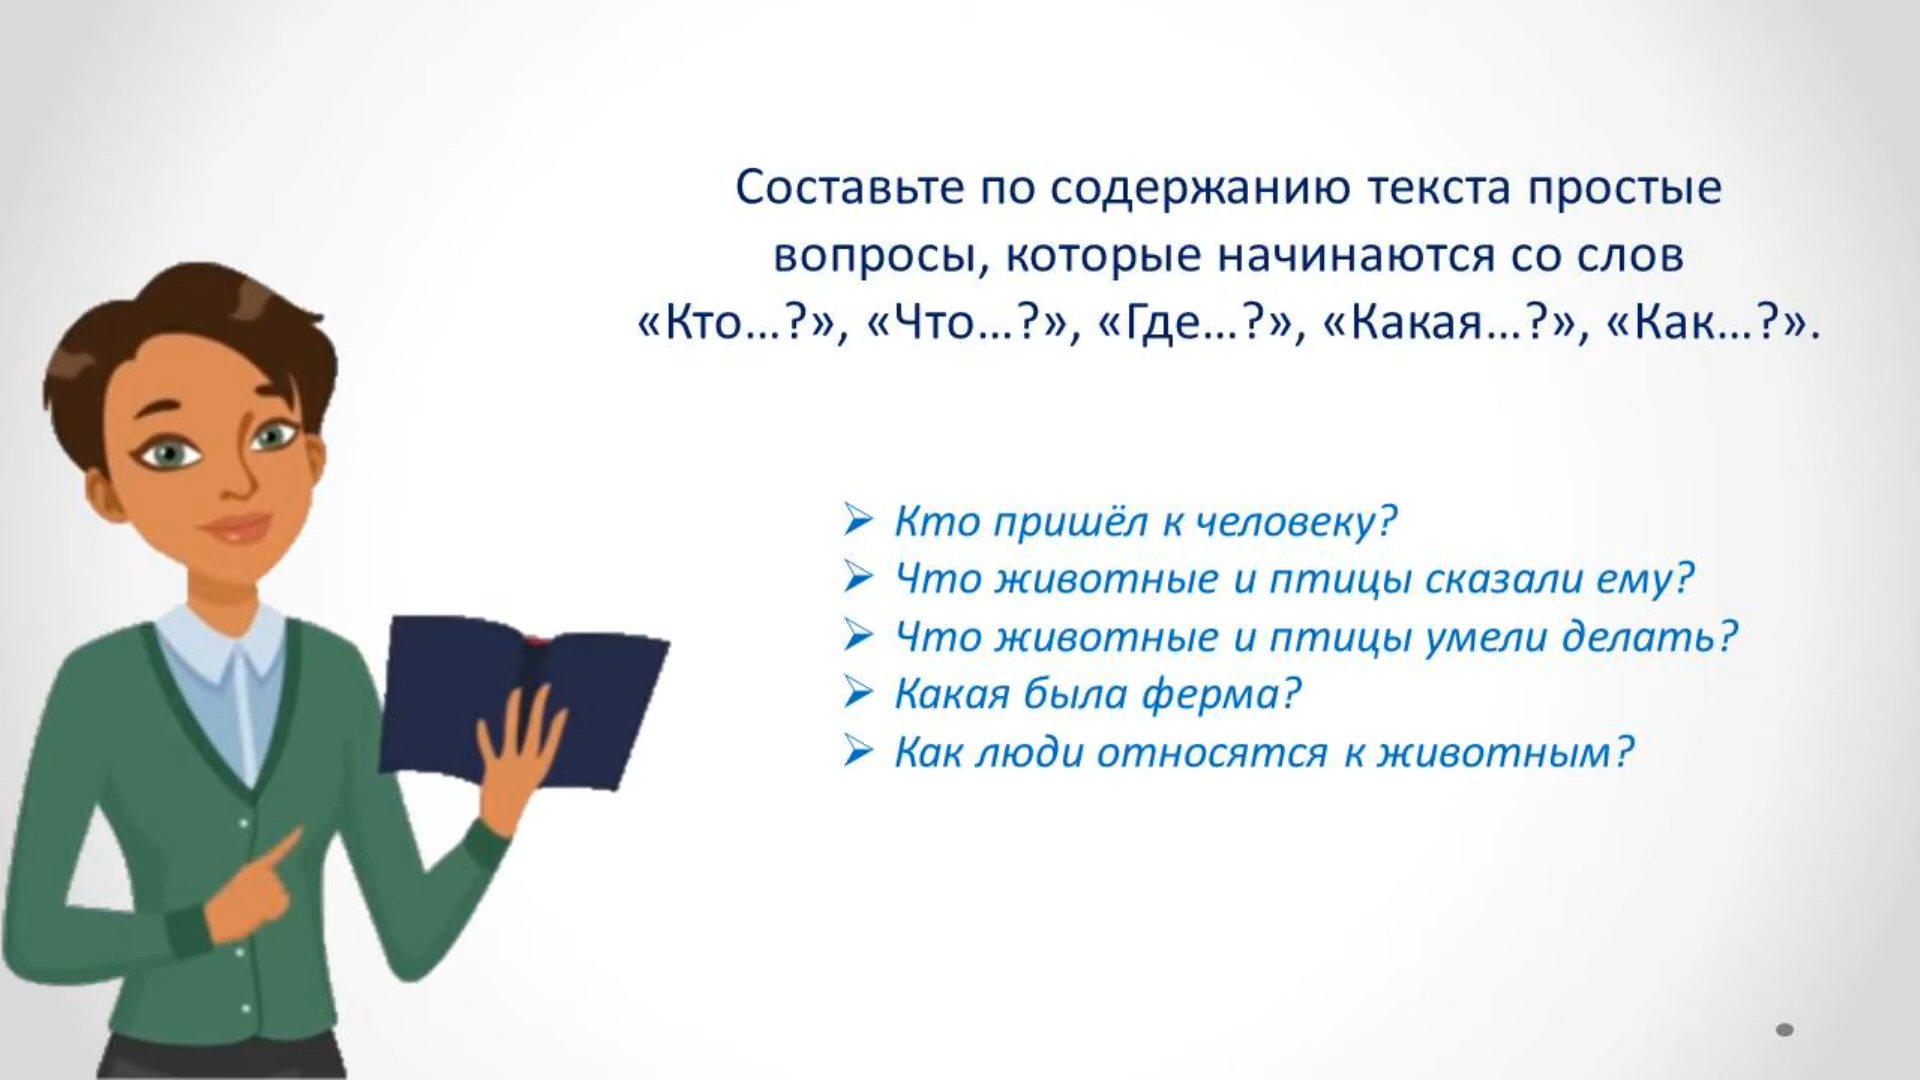 Составьте по содержанию текста простые
вопросы, которые начинаются со слов
«Кто…?», «Что…?», «Где…?», «Какая…?», «Как…?».
➢ Кто пришёл к человеку?
➢ Что животные и птицы сказали ему?
➢ Что животные и птицы умели делать?
➢ Какая была ферма?
➢ Как люди относятся к животным?